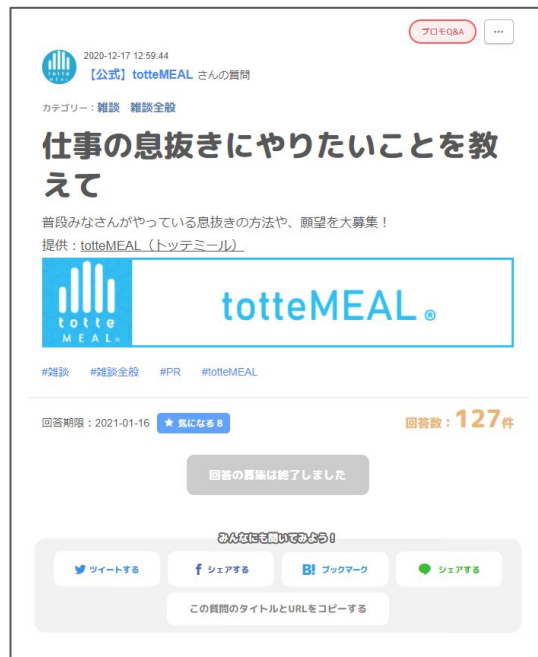 プロモQ&A
...
2020-12-17 12:59:44
【公式】totteMEAL さんの質問
カテゴリー：雑談 雑談全般
仕事の息抜きにやりたいことを教
えて
普段みなさんがやっている息抜きの方法や、願望を大募集！
提供：totteMEAL（トッテミール）
totte
MEAL®
totteMEAL®
#雑談 #雑談全般 #PR #totteMEAL
回答期限：2021-01-16 ★ 気になる 8 回答数：127件
回答の募集は終了しました
みんなにも聞いてみよう！
ツイートする シェアする B! ブックマーク シェアする
この質問のタイトルとURLをコピーする